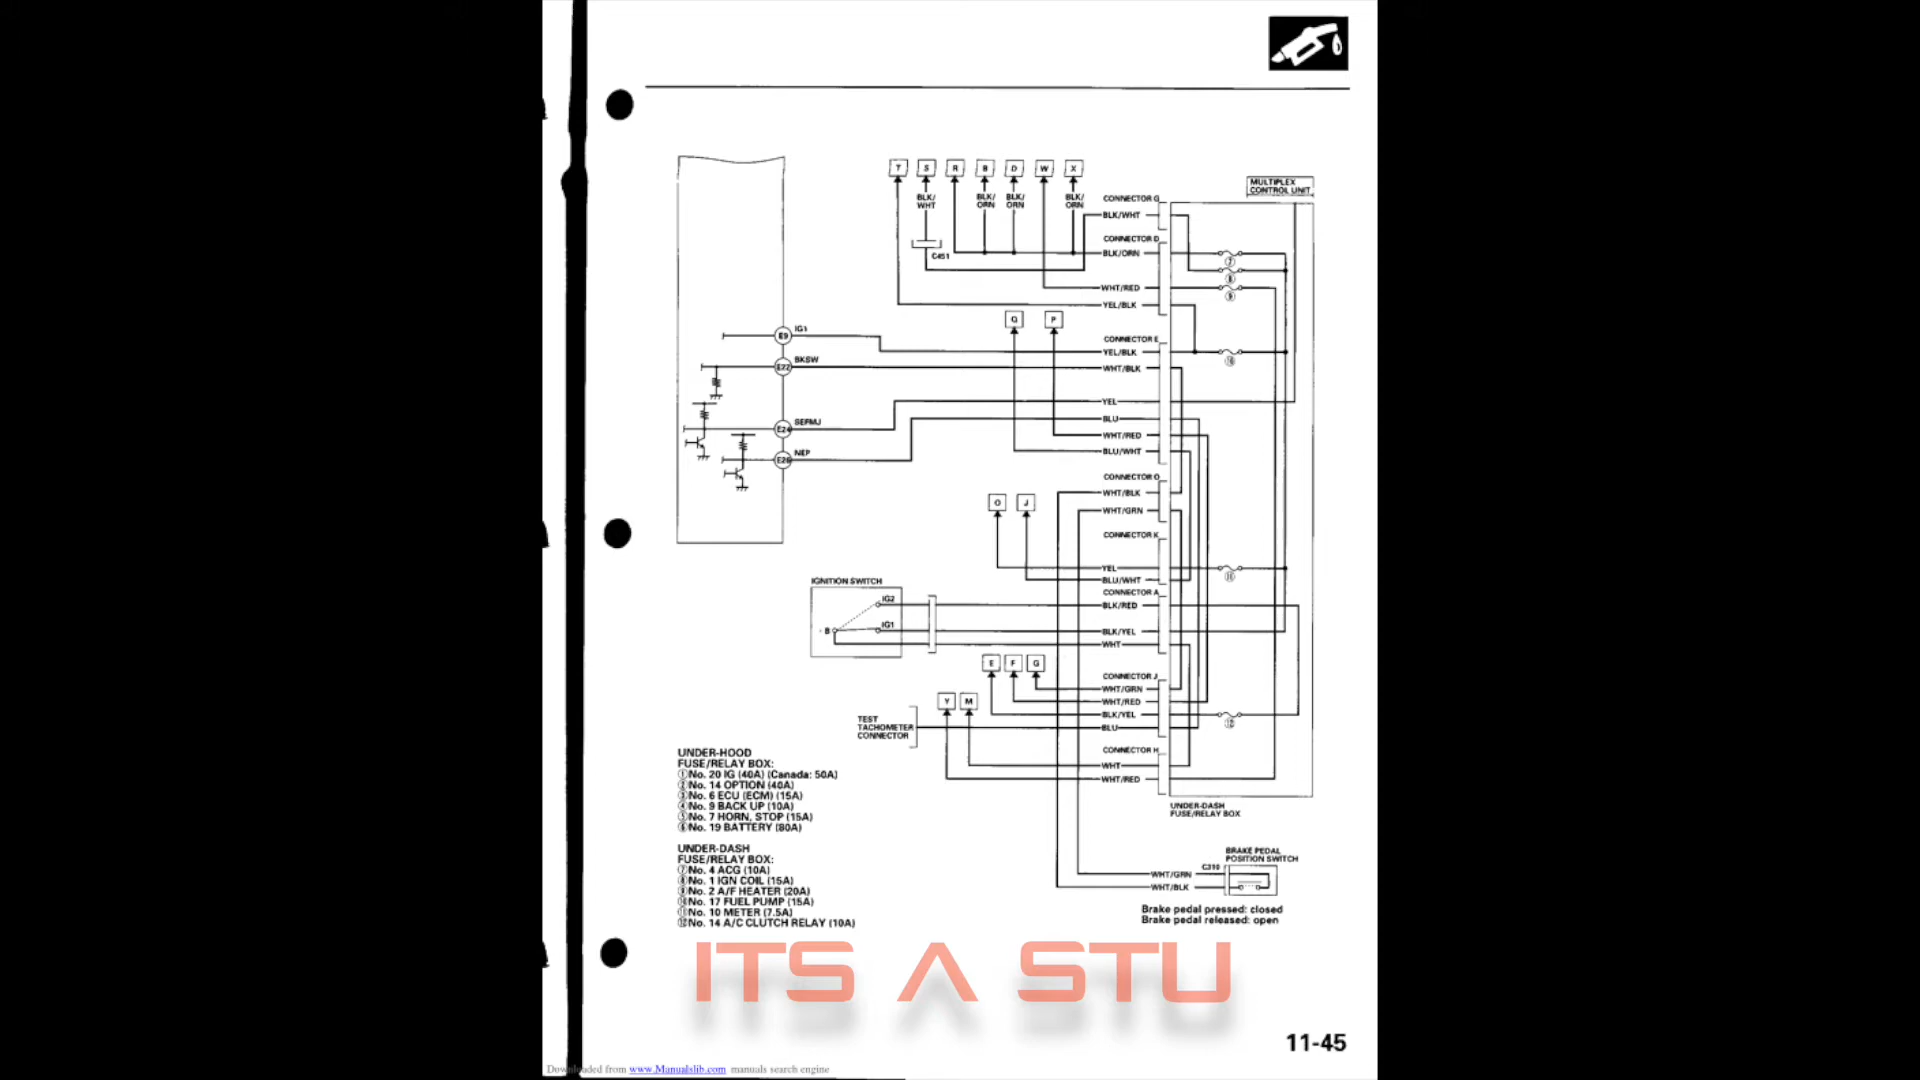 T S R B D W X
MULTIPLEX
CONTROL UNIT
BLK/
WHT
BLK/
ORN
BLK/
ORN
BLK/
ORN
CONNECTOR G
BLK/WHT
CONNECTOR D
BLK/ORN
C451
7
8
WHT/RED
9
YEL/BLK
Q P
E9 IG1
CONNECTOR E
YEL/BLK
10
E22 BKSW
WHT/BLK
YEL
BLU
E24 SEFMJ
WHT/RED
BLU/WHT
E26 NEP
CONNECTOR O
WHT/BLK
O J
WHT/GRN
CONNECTOR K
YEL
11
BLU/WHT
IGNITION SWITCH
CONNECTOR A
IG2
BLK/RED
IG1
B
BLK/YEL
WHT
E F G
CONNECTOR J
WHT/GRN
Y M
WHT/RED
BLK/YEL
12
TEST
TACHOMETER
CONNECTOR
BLU
CONNECTOR H
WHT
WHT/RED
UNDER-HOOD
FUSE/RELAY BOX:
①No. 20 IG (40A) (Canada: 50A)
②No. 14 OPTION (40A)
③No. 6 ECU (ECM) (15A)
④No. 9 BACK UP (10A)
⑤No. 7 HORN, STOP (15A)
⑥No. 19 BATTERY (80A)
UNDER-DASH
FUSE/RELAY BOX
UNDER-DASH
FUSE/RELAY BOX:
⑦No. 4 ACG (10A)
⑧No. 1 IGN COIL (15A)
⑨No. 2 A/F HEATER (20A)
⑩No. 17 FUEL PUMP (15A)
⑪No. 10 METER (7.5A)
⑫No. 14 A/C CLUTCH RELAY (10A)
BRAKE PEDAL
POSITION SWITCH
C310
WHT/GRN
WHT/BLK
Brake pedal pressed: closed
Brake pedal released: open
ITS A STU
11-45
Downloaded from www.Manualslib.com manuals search engine